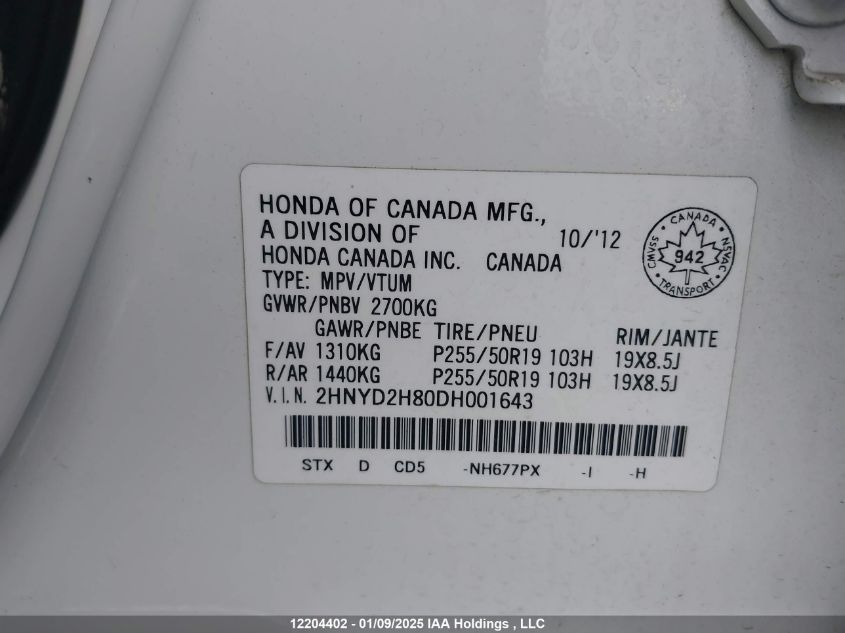 HONDA OF CANADA MFG.,
A DIVISION OF 10/'12
HONDA CANADA INC. CANADA
TYPE: MPV/VTUM
GVWR/PNBV 2700KG
GAWR/PNBE TIRE/PNEU RIM/JANTE
F/AV 1310KG P255/50R19 103H 19X8.5J
R/AR 1440KG P255/50R19 103H 19X8.5J
V.I.N. 2HNYD2H80DH001643
STX D CD5 -NH677PX -I -H
CANADA
CMVSS 942 NSVAC
TRANSPORT
12204402 - 01/09/2025 IAA Holdings , LLC